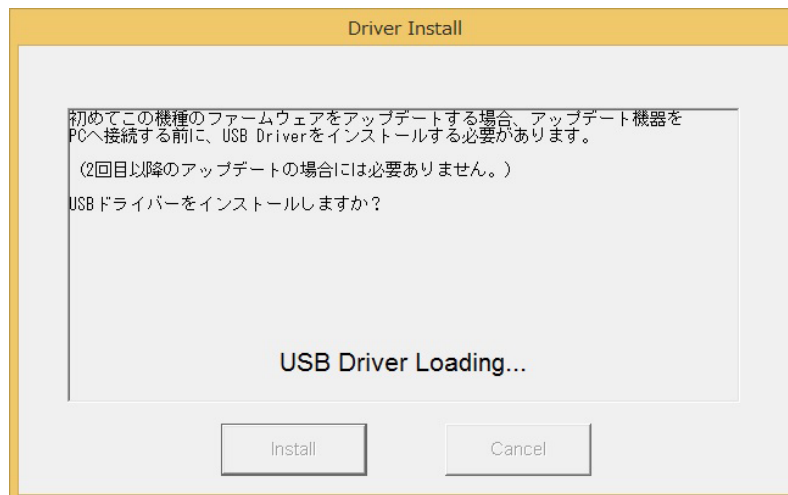 Driver Install
初めてこの機種のファームウェアをアップデートする場合、アップデート機器を
PCへ接続する前に、USB Driverをインストールする必要があります。
（2回目以降のアップデートの場合には必要ありません。）
USBドライバーをインストールしますか？
USB Driver Loading...
Install
Cancel